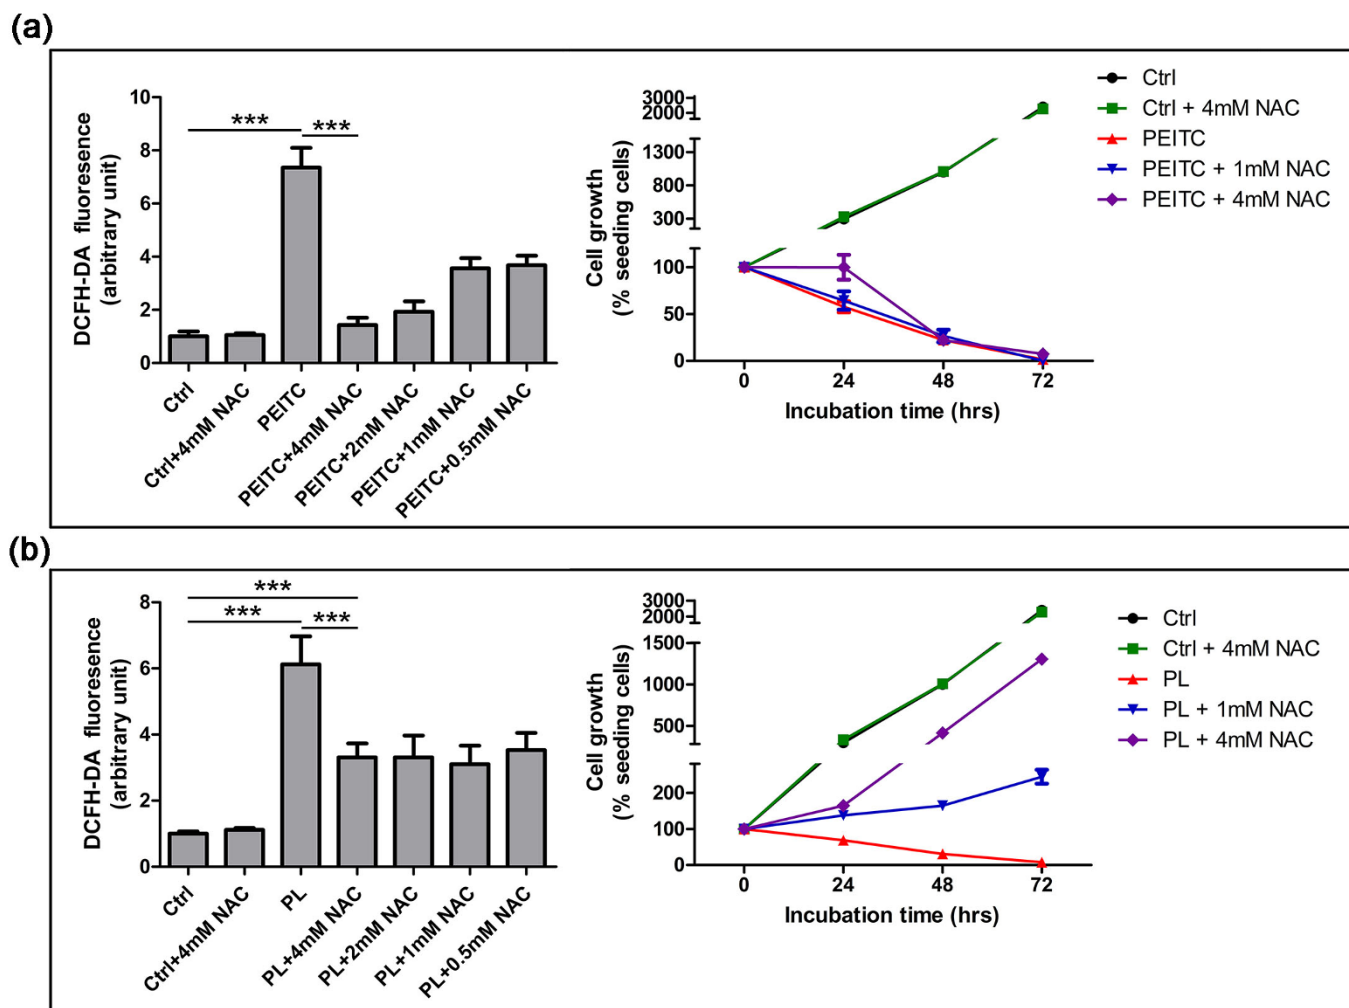 (a)
DCFH-DA fluoresence
(arbitrary unit)
10
8
6
4
2
0
***
***
Ctrl
Ctrl+4mM NAC
PEITC
PEITC+4mM NAC
PEITC+2mM NAC
PEITC+1mM NAC
PEITC+0.5mM NAC
Cell growth
(% seeding cells)
3000
2000
1300
800
300
100
50
0
0
24
48
72
Incubation time (hrs)
Ctrl
Ctrl + 4mM NAC
PEITC
PEITC + 1mM NAC
PEITC + 4mM NAC
(b)
DCFH-DA fluoresence
(arbitrary unit)
8
6
4
2
0
***
***
***
Ctrl
Ctrl+4mM NAC
PL
PL+4mM NAC
PL+2mM NAC
PL+1mM NAC
PL+0.5mM NAC
Cell growth
(% seeding cells)
3000
2000
1500
1000
500
200
100
0
0
24
48
72
Incubation time (hrs)
Ctrl
Ctrl + 4mM NAC
PL
PL + 1mM NAC
PL + 4mM NAC